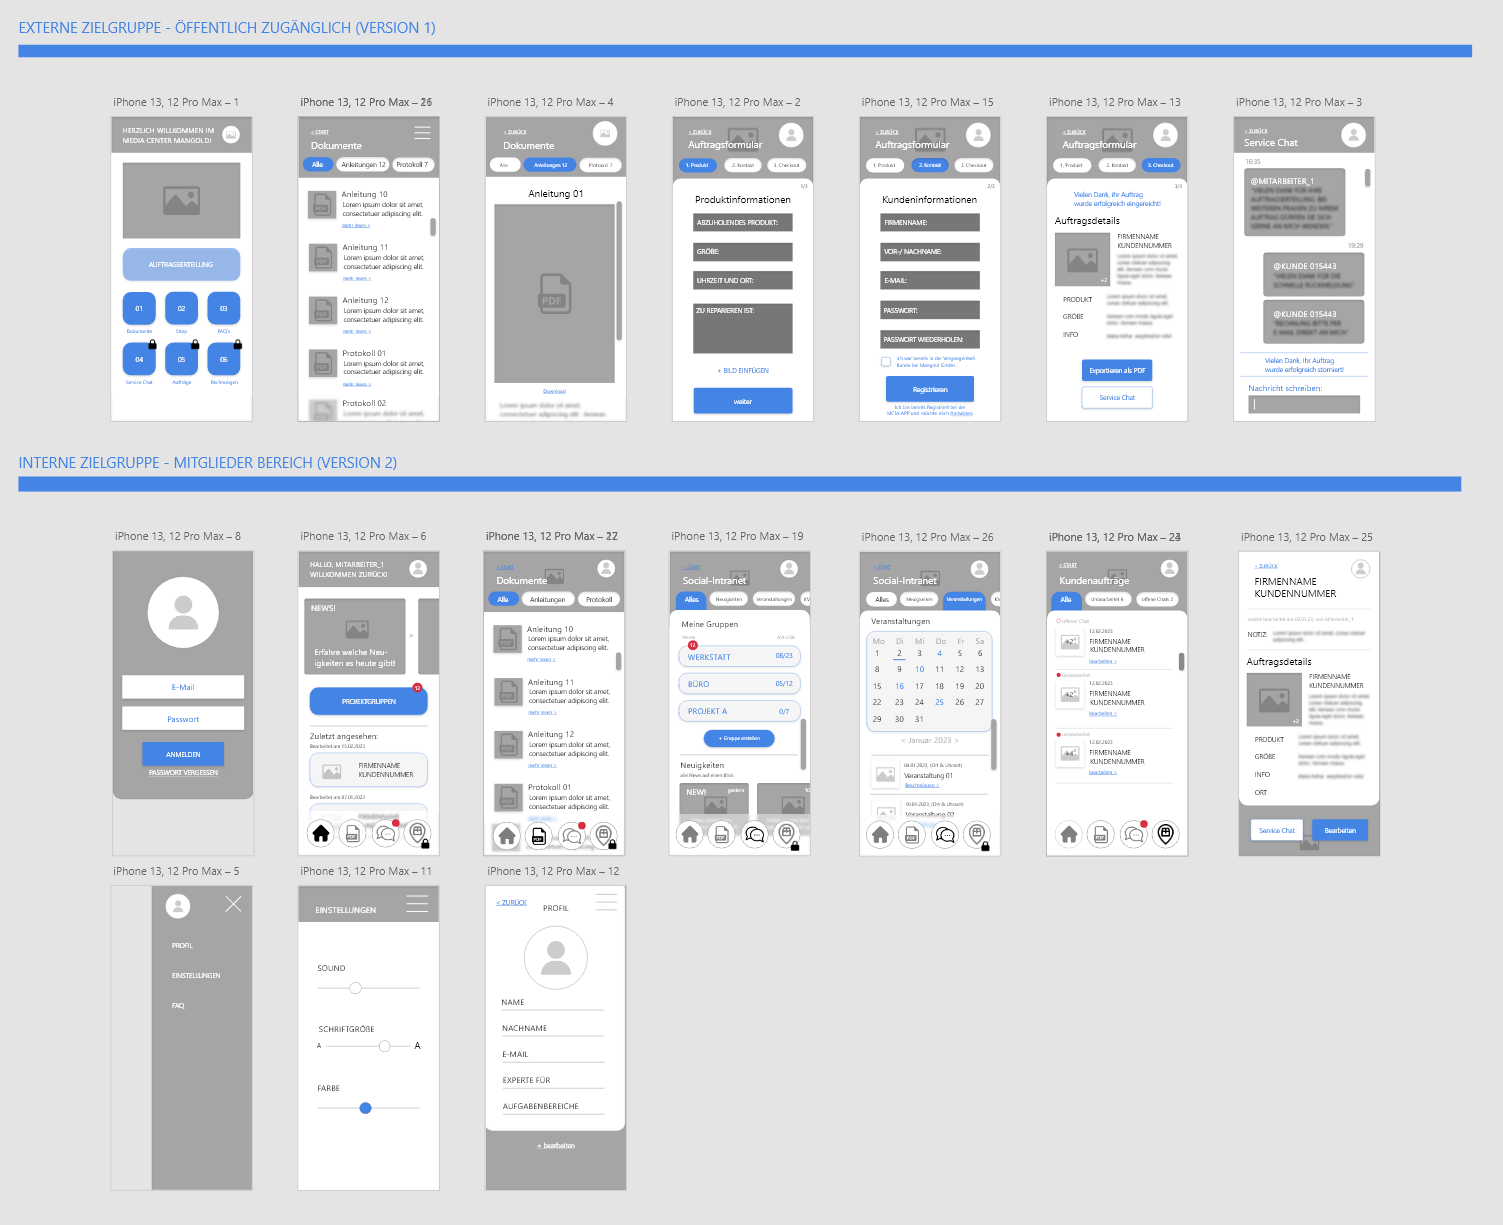 EXTERNE ZIELGRUPPE - ÖFFENTLICH ZUGÄNGLICH (VERSION 1)
iPhone 13, 12 Pro Max – 1
HERZLICH WILLKOMMEN IM
MEDIA CENTER MANGOLD!
AUFTRAGSERTEILUNG
01
02
03
Dokumente
Shop
FAQ's
04
05
06
Service Chat
Aufträge
Rechnungen
iPhone 13, 12 Pro Max –
< START
Dokumente
Alle
Anleitungen 12
Protokoll 7
Anleitung 10
Lorem ipsum dolor sit amet,
consectetuer adipiscing elit.
mehr lesen >
PDF
Anleitung 11
Lorem ipsum dolor sit amet,
consectetuer adipiscing elit.
mehr lesen >
PDF
Anleitung 12
Lorem ipsum dolor sit amet,
consectetuer adipiscing elit.
mehr lesen >
PDF
Protokoll 01
Lorem ipsum dolor sit amet,
consectetuer adipiscing elit.
mehr lesen >
PDF
Protokoll 02
Lorem ipsum dolor sit amet,
iPhone 13, 12 Pro Max – 4
< ZURÜCK
Dokumente
Alle
Anleitungen 12
Protokoll 7
Anleitung 01
PDF
Download
iPhone 13, 12 Pro Max – 2
< ZURÜCK
Auftragsformular
1. Produkt
2. Kontakt
3. Checkout
1/3
Produktinformationen
ABZUHOLENDES PRODUKT:
GRÖßE:
UHRZEIT UND ORT:
ZU REPARIEREN IST:
+ BILD EINFÜGEN
weiter
iPhone 13, 12 Pro Max – 15
< ZURÜCK
Auftragsformular
1. Produkt
2. Kontakt
3. Checkout
2/3
Kundeninformationen
FIRMENNAME:
VOR-/ NACHNAME:
E-MAIL:
PASSWORT:
PASSWORT WIEDERHOLEN:
Ich war bereits in der Vergangenheit
Kunde bei Mangold GmbH.
Registrieren
Ich bin bereits Registriert bei der
MCM-APP und möchte mich Anmelden
iPhone 13, 12 Pro Max – 13
< ZURÜCK
Auftragsformular
1. Produkt
2. Kontakt
3. Checkout
3/3
Vielen Dank, ihr Auftrag
wurde erfolgreich eingereicht!
Auftragsdetails
FIRMENNAME
KUNDENNUMMER
+2
PRODUKT
GRÖßE
INFO
Exportieren als PDF
Service Chat
iPhone 13, 12 Pro Max – 3
< ZURÜCK
Service Chat
16:35
@MITARBEITER_1
"VIELEN DANK FÜR IHRE
AUFTRAGSERTEILUNG. BEI
WEITEREN FRAGEN ZU IHREM
AUFTRAG DÜRFEN SIE SICH
GERNE AN MICH WENDEN."
19:29
@KUNDE 015443
"VIELEN DANK FÜR DIE
SCHNELLE RÜCKMELDUNG"
@KUNDE 015443
"RECHNUNG BITTE PER
E-MAIL DIREKT AN MICH"
Vielen Dank, Ihr Auftrag
wurde erfolgreich storniert!
Nachricht schreiben:
INTERNE ZIELGRUPPE - MITGLIEDER BEREICH (VERSION 2)
iPhone 13, 12 Pro Max – 8
E-Mail
Passwort
ANMELDEN
PASSWORT VERGESSEN
iPhone 13, 12 Pro Max – 6
HALLO, MITARBEITER_1
WILLKOMMEN ZURÜCK!
NEWS!
Erfahre welche Neu-
igkeiten es heute gibt!
>
12
PROJEKTGRUPPEN
Zuletzt angesehen:
Bearbeitet am 15.02.2023
FIRMENNAME
KUNDENNUMMER
Bearbeitet am 07.01.2023
FIRMENNAME
KUNDENNUMMER
PDF
iPhone 13, 12 Pro Max –
< START
Dokumente
Alle
Anleitungen
Protokoll
Anleitung 10
Lorem ipsum dolor sit amet,
consectetuer adipiscing elit.
mehr lesen >
PDF
Anleitung 11
Lorem ipsum dolor sit amet,
consectetuer adipiscing elit.
mehr lesen >
PDF
Anleitung 12
Lorem ipsum dolor sit amet,
consectetuer adipiscing elit.
mehr lesen >
PDF
Protokoll 01
Lorem ipsum dolor sit amet,
consectetuer adipiscing elit.
PDF
PDF
iPhone 13, 12 Pro Max – 19
< START
Social-Intranet
Alles
Neuigkeiten
Veranstaltungen
Meine Gruppen
Name
Aktivität
12
WERKSTATT
08/23
BÜRO
05/12
PROJEKT A
0/7
+ Gruppe erstellen
Neuigkeiten
alle News auf einen Blick
NEW!
gestern
PDF
iPhone 13, 12 Pro Max – 26
< START
Social-Intranet
Alles
Neuigkeiten
Veranstaltungen
Veranstaltungen
Mo Di Mi Do Fr Sa
1 2 3 4 5 6
8 9 10 11 12 13
15 16 17 18 19 20
22 23 24 25 26 27
29 30 31
< Januar 2023 >
04.01.2023, (Ort & Uhrzeit)
Veranstaltung 01
Beschreibung >
10.01.2023, (Ort & Uhrzeit)
Veranstaltung 02
PDF
iPhone 13, 12 Pro Max –
< START
Kundenaufträge
Alle
Unbearbeitet 6
offene Chats 2
offener Chat
12.02.2023
FIRMENNAME
KUNDENNUMMER
bearbeiten >
+2
Unbearbeitet
12.02.2023
FIRMENNAME
KUNDENNUMMER
bearbeiten >
+2
Unbearbeitet
12.02.2023
FIRMENNAME
KUNDENNUMMER
bearbeiten >
+4
PDF
iPhone 13, 12 Pro Max – 25
< ZURÜCK
FIRMENNAME
KUNDENNUMMER
zuletzt bearbeitet am 02.01.22, von Mitarbeiter_1
NOTIZ:
Auftragsdetails
FIRMENNAME
KUNDENNUMMER
+2
PRODUKT
GRÖßE
INFO
ORT
Service Chat
Bearbeiten
iPhone 13, 12 Pro Max – 5
PROFIL
EINSTELLUNGEN
FAQ
iPhone 13, 12 Pro Max – 11
EINSTELLUNGEN
SOUND
SCHRIFTGRÖßE
A
A
FARBE
iPhone 13, 12 Pro Max – 12
< ZURÜCK
PROFIL
NAME
NACHNAME
E-MAIL
EXPERTE FÜR
AUFGABENBEREICHE
+ bearbeiten